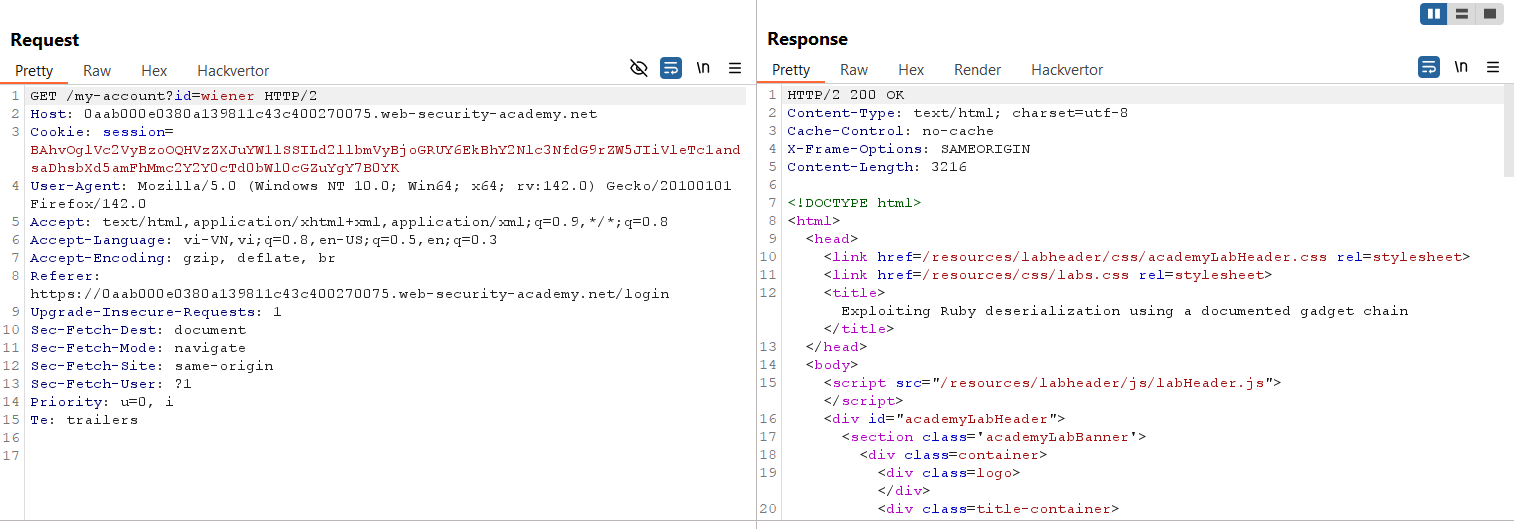 Request
Pretty Raw Hex Hackvertor \n
1 GET /my-account?id=wiener HTTP/2
2 Host: 0aab000e0380a139811c43c400270075.web-security-academy.net
3 Cookie: session=
BAhvOglVc2VyBzoOQHVzZXJuYW1lSSILd2llbmVyBjoGRUY6EkBhY2Nlc3NfdG9rZW5JIiVleTc1and
saDhsbXd5amFhMmc2Y2Y0cTd0bWl0cGZuYgY7B0YK
4 User-Agent: Mozilla/5.0 (Windows NT 10.0; Win64; x64; rv:142.0) Gecko/20100101
Firefox/142.0
5 Accept: text/html,application/xhtml+xml,application/xml;q=0.9,*/*;q=0.8
6 Accept-Language: vi-VN,vi;q=0.8,en-US;q=0.5,en;q=0.3
7 Accept-Encoding: gzip, deflate, br
8 Referer:
https://0aab000e0380a139811c43c400270075.web-security-academy.net/login
9 Upgrade-Insecure-Requests: 1
10 Sec-Fetch-Dest: document
11 Sec-Fetch-Mode: navigate
12 Sec-Fetch-Site: same-origin
13 Sec-Fetch-User: ?1
14 Priority: u=0, i
15 Te: trailers
16
17
Response
Pretty Raw Hex Render Hackvertor \n
1 HTTP/2 200 OK
2 Content-Type: text/html; charset=utf-8
3 Cache-Control: no-cache
4 X-Frame-Options: SAMEORIGIN
5 Content-Length: 3216
6
7 <!DOCTYPE html>
8 <html>
9 <head>
10 <link href=/resources/labheader/css/academyLabHeader.css rel=stylesheet>
11 <link href=/resources/css/labs.css rel=stylesheet>
12 <title>
Exploiting Ruby deserialization using a documented gadget chain
</title>
13 </head>
14 <body>
15 <script src="/resources/labheader/js/labHeader.js">
</script>
16 <div id="academyLabHeader">
17 <section class='academyLabBanner'>
18 <div class=container>
19 <div class=logo>
</div>
20 <div class=title-container>